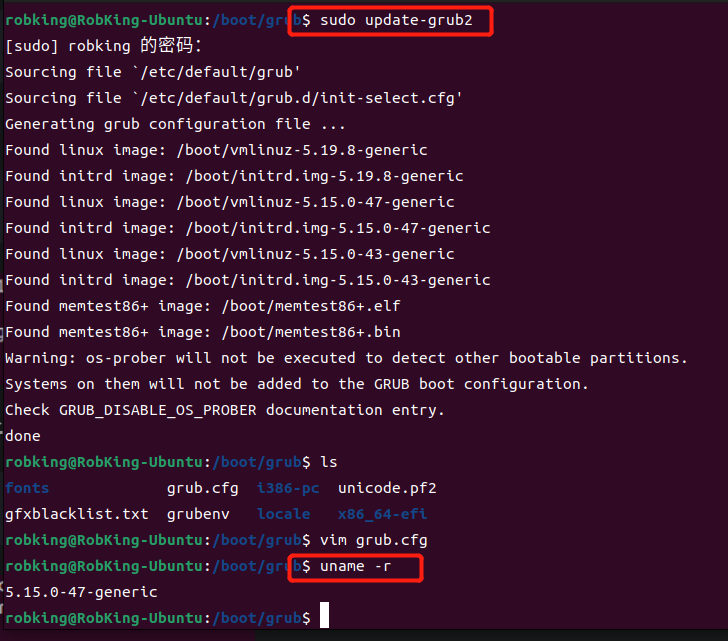 robking@RobKing-Ubuntu:/boot/grub$ sudo update-grub2
[sudo] robking 的密码：
Sourcing file `/etc/default/grub'
Sourcing file `/etc/default/grub.d/init-select.cfg'
Generating grub configuration file ...
Found linux image: /boot/vmlinuz-5.19.8-generic
Found initrd image: /boot/initrd.img-5.19.8-generic
Found linux image: /boot/vmlinuz-5.15.0-47-generic
Found initrd image: /boot/initrd.img-5.15.0-47-generic
Found linux image: /boot/vmlinuz-5.15.0-43-generic
Found initrd image: /boot/initrd.img-5.15.0-43-generic
Found memtest86+ image: /boot/memtest86+.elf
Found memtest86+ image: /boot/memtest86+.bin
Warning: os-prober will not be executed to detect other bootable partitions.
Systems on them will not be added to the GRUB boot configuration.
Check GRUB_DISABLE_OS_PROBER documentation entry.
done
robking@RobKing-Ubuntu:/boot/grub$ ls
fonts grub.cfg i386-pc unicode.pf2
gfxblacklist.txt grubenv locale x86_64-efi
robking@RobKing-Ubuntu:/boot/grub$ vim grub.cfg
robking@RobKing-Ubuntu:/boot/grub$ uname -r
5.15.0-47-generic
robking@RobKing-Ubuntu:/boot/grub$